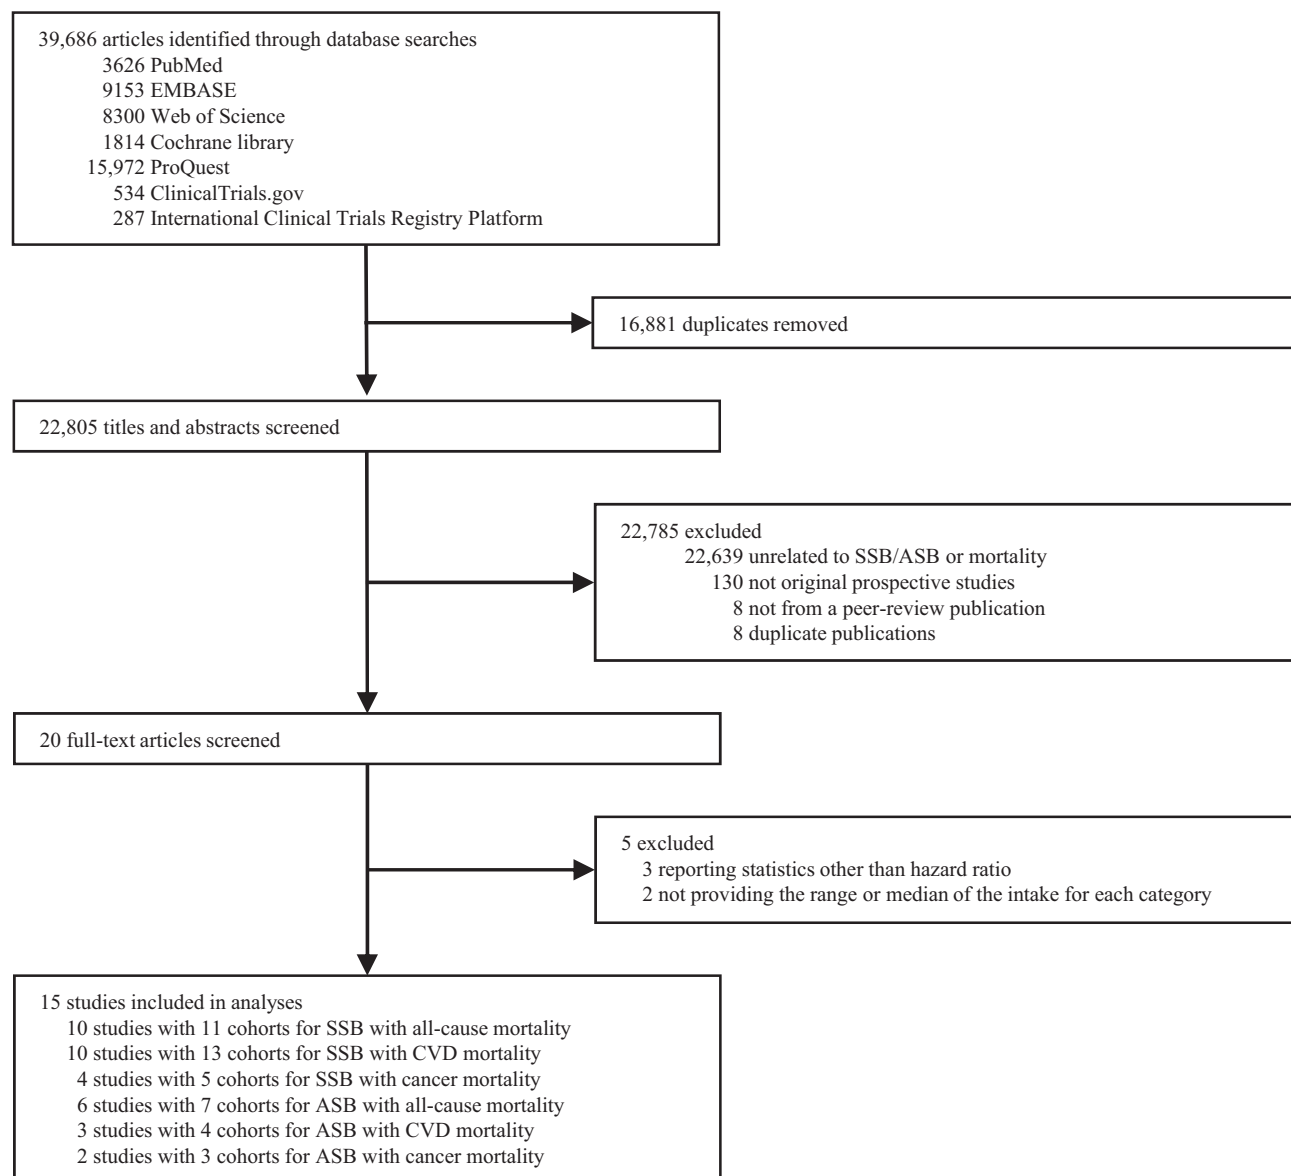 39,686 articles identified through database searches
3626 PubMed
9153 EMBASE
8300 Web of Science
1814 Cochrane library
15,972 ProQuest
534 ClinicalTrials.gov
287 International Clinical Trials Registry Platform
16,881 duplicates removed
22,805 titles and abstracts screened
22,785 excluded
22,639 unrelated to SSB/ASB or mortality
130 not original prospective studies
8 not from a peer-review publication
8 duplicate publications
20 full-text articles screened
5 excluded
3 reporting statistics other than hazard ratio
2 not providing the range or median of the intake for each category
15 studies included in analyses
10 studies with 11 cohorts for SSB with all-cause mortality
10 studies with 13 cohorts for SSB with CVD mortality
4 studies with 5 cohorts for SSB with cancer mortality
6 studies with 7 cohorts for ASB with all-cause mortality
3 studies with 4 cohorts for ASB with CVD mortality
2 studies with 3 cohorts for ASB with cancer mortality